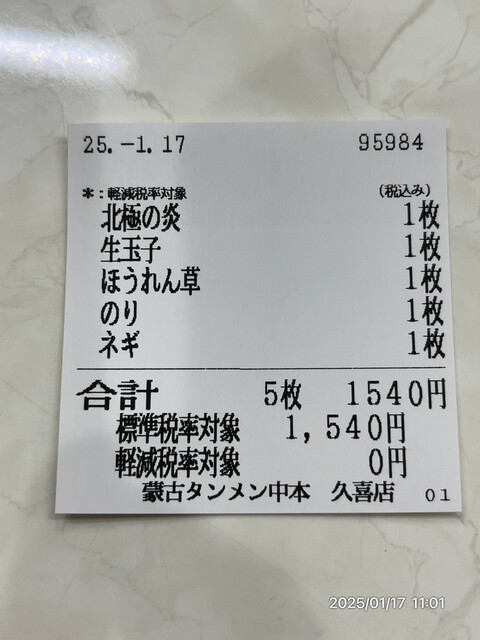 25.-1.17 95984
*:軽減税率対象 (税込み)
北極の炎 1枚
生玉子 1枚
ほうれん草 1枚
のり 1枚
ネギ 1枚
合計 5枚 1540円
標準税率対象 1,540円
軽減税率対象 0円
蒙古タンメン中本 久喜店 01
2025/01/17 11:01